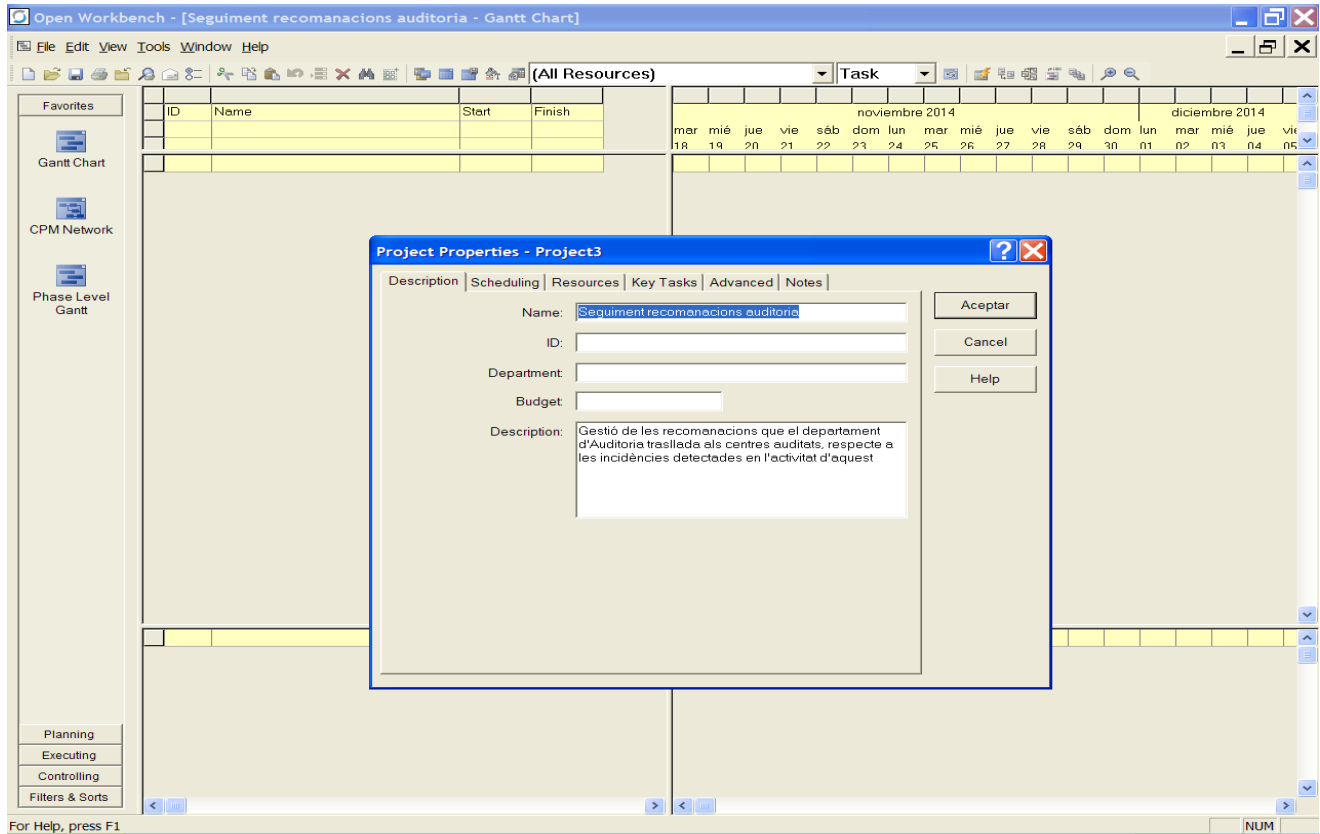 Open Workbench - [Seguiment recomanacions auditoria - Gantt Chart]
File Edit View Tools Window Help
(All Resources) Task
Favorites
Gantt Chart
CPM Network
Phase Level
Gantt
Planning
Executing
Controlling
Filters & Sorts
ID Name Start Finish
noviembre 2014 diciembre 2014
mar mié jue vie sáb dom lun mar mié jue vie sáb dom lun mar mié jue vie
18 19 20 21 22 23 24 25 26 27 28 29 30 01 02 03 04 05
Project Properties - Project3
Description Scheduling Resources Key Tasks Advanced Notes
Name: Seguiment recomanacions auditoria
ID:
Department:
Budget:
Description: Gestió de les recomanacions que el departament
d'Auditoria trasllada als centres auditats, respecte a
les incidències detectades en l'activitat d'aquest
Aceptar
Cancel
Help
For Help, press F1
NUM